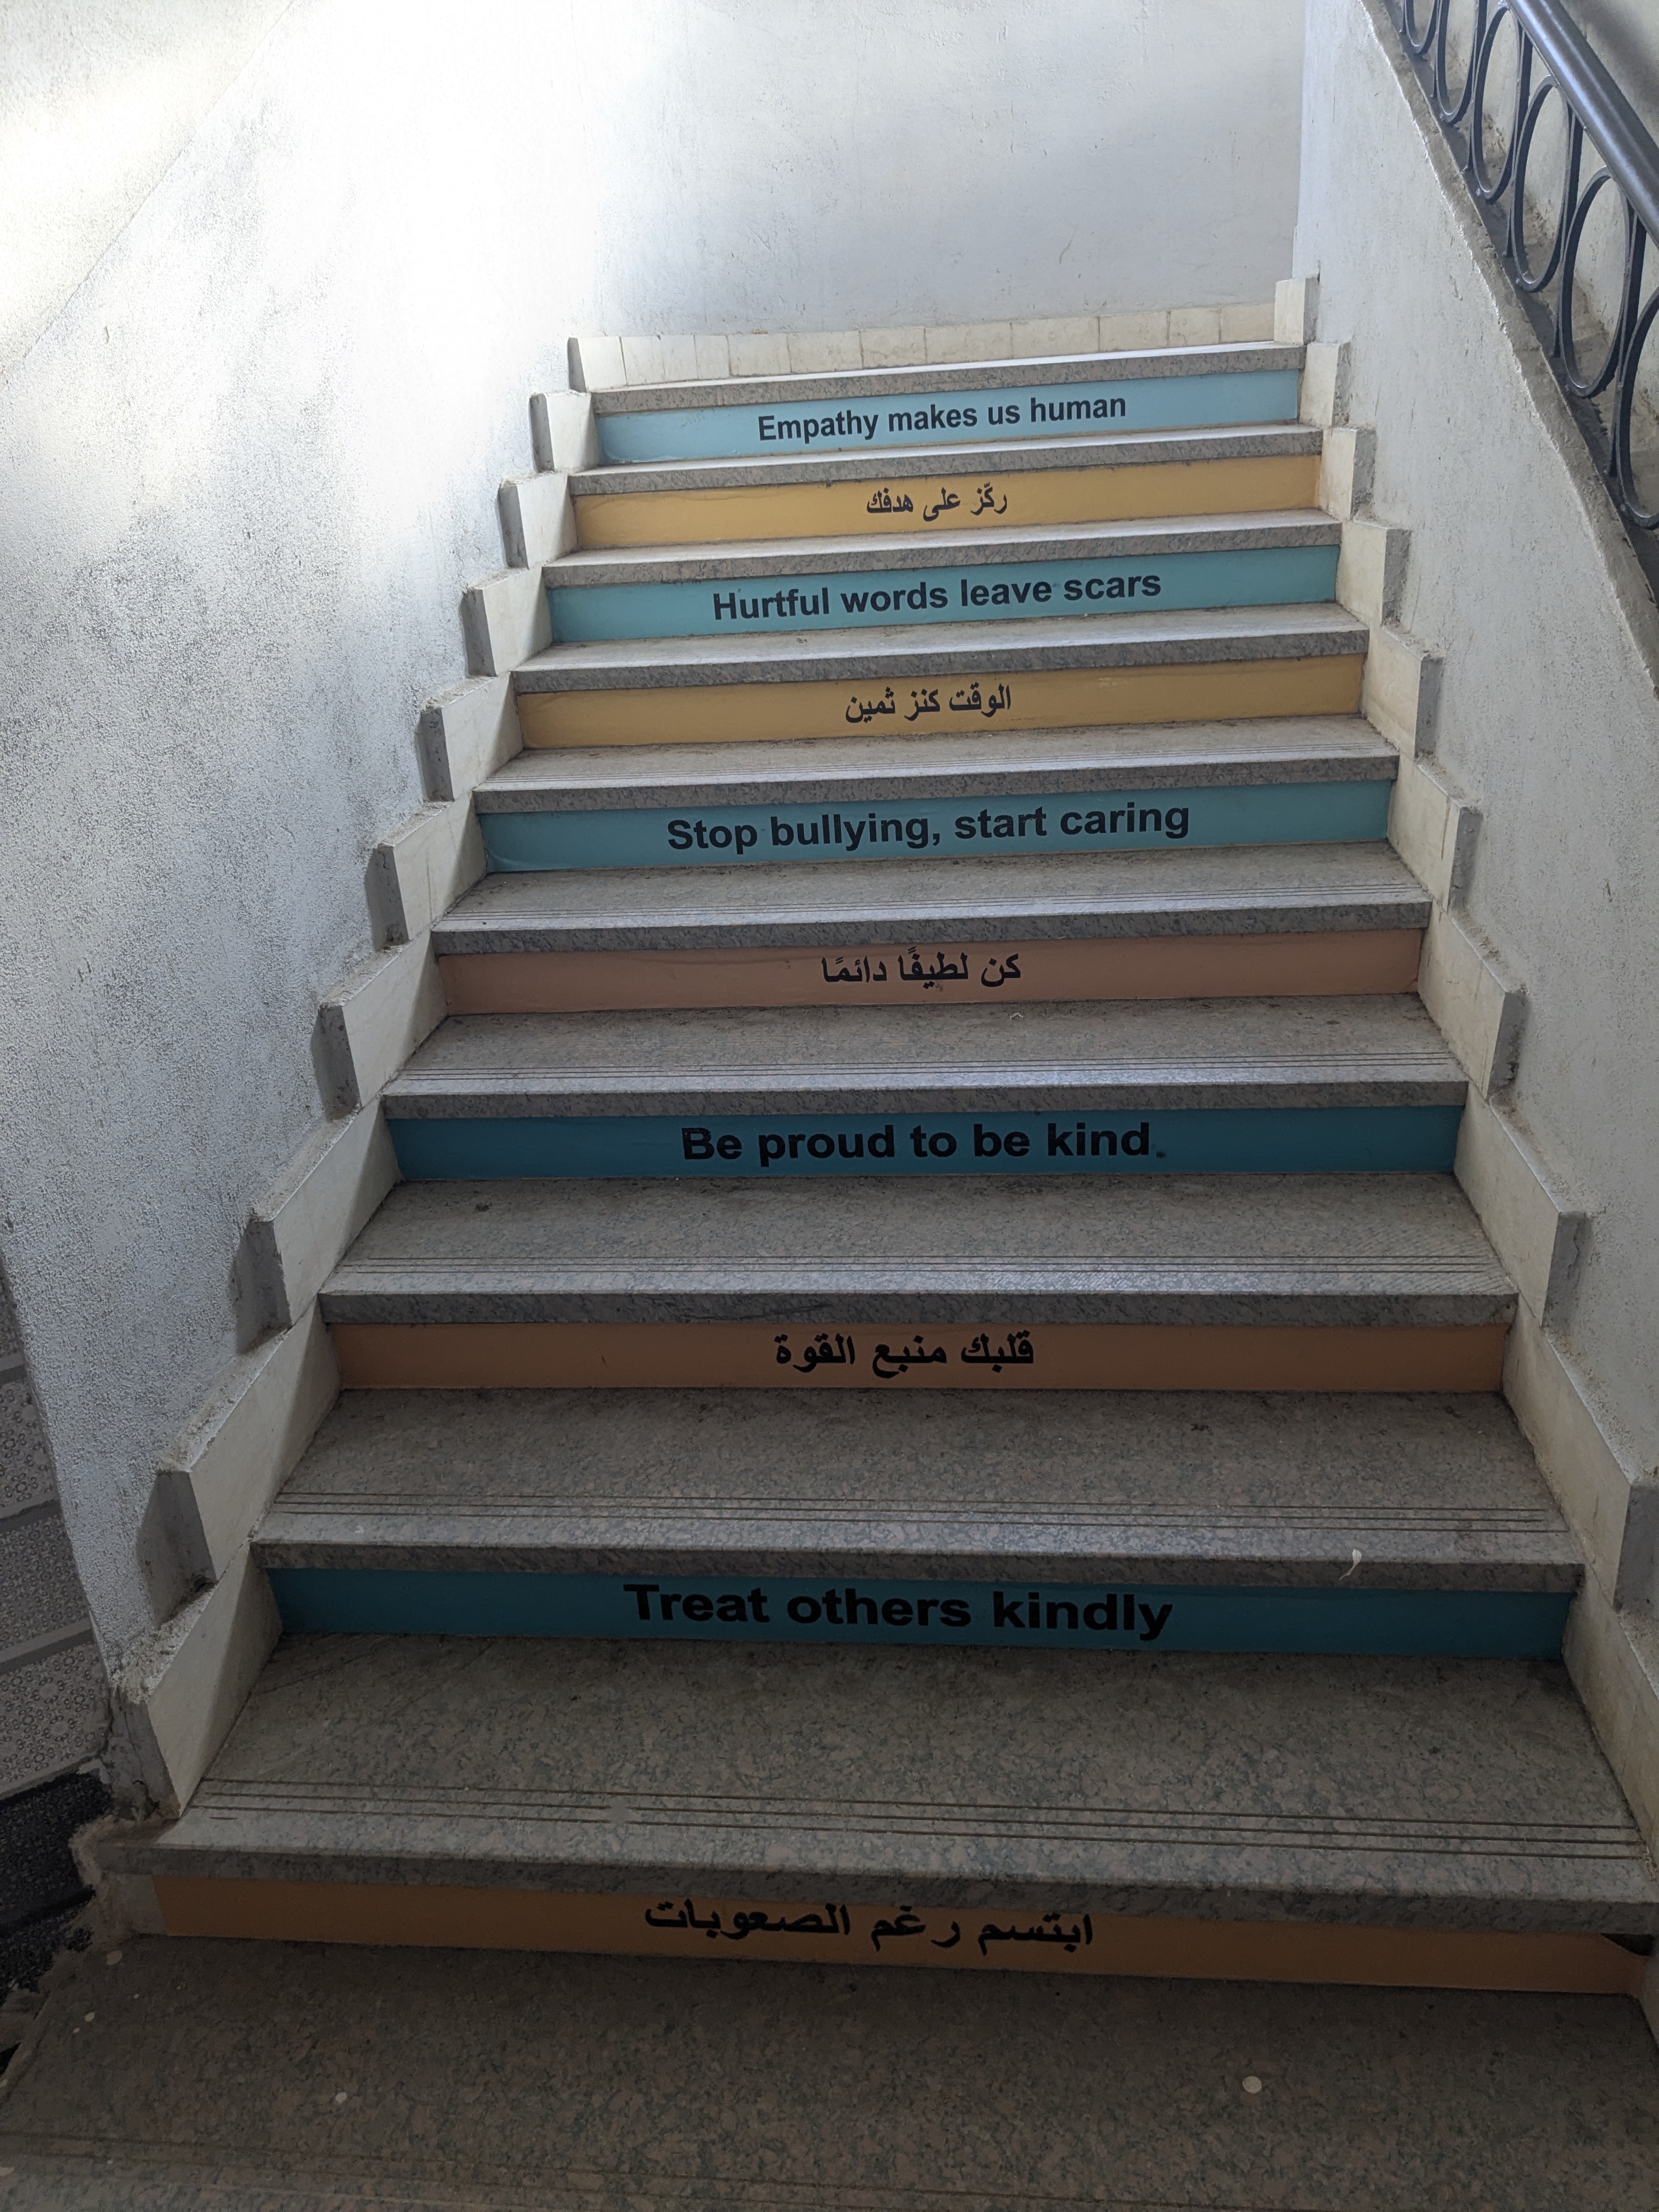 Empathy makes us human
ركّز على هدفك
Hurtful words leave scars
الوقت كنز ثمين
Stop bullying, start caring
كن لطيفًا دائمًا
Be proud to be kind.
قلبك منبع القوة
Treat others kindly
ابتسم رغم الصعوبات